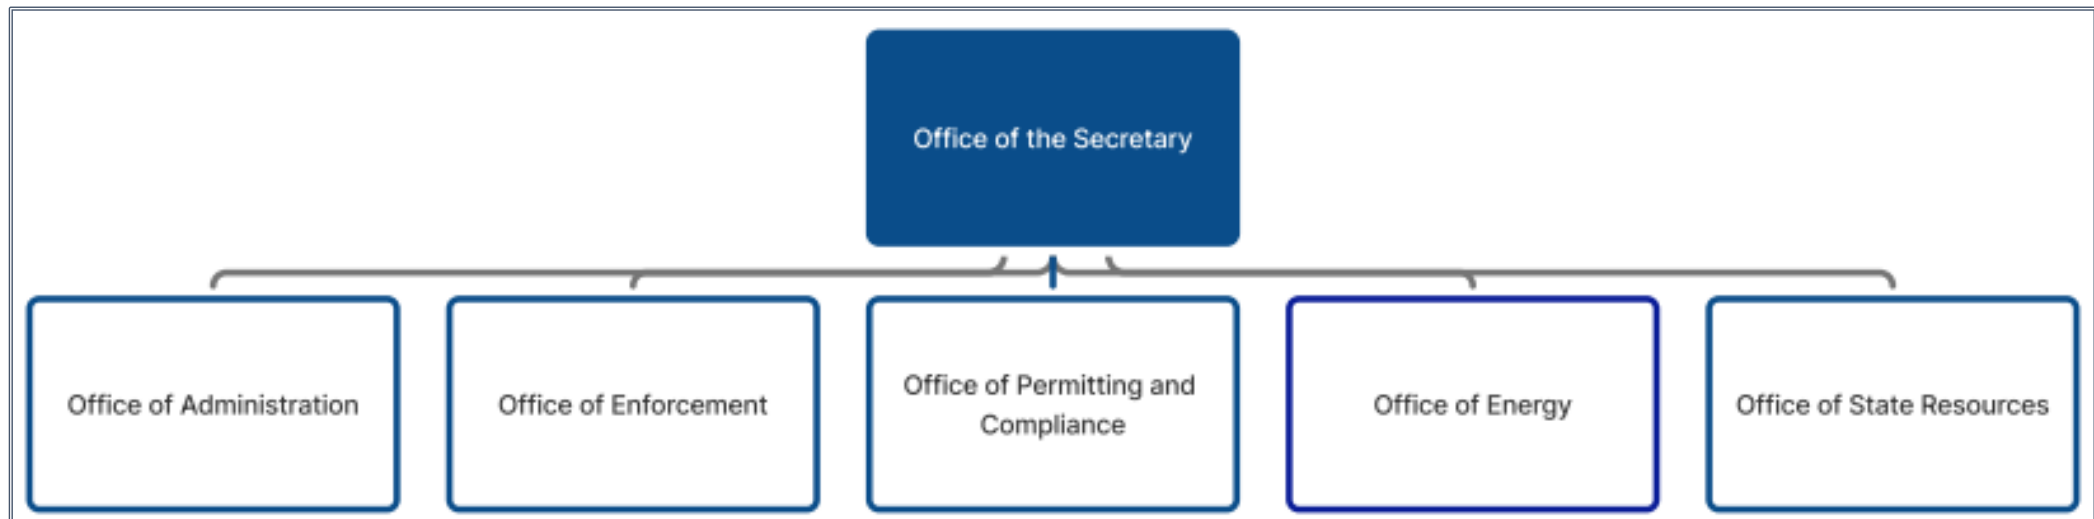 Office of the Secretary
Office of Administration
Office of Enforcement
Office of Permitting and
Compliance
Office of Energy
Office of State Resources